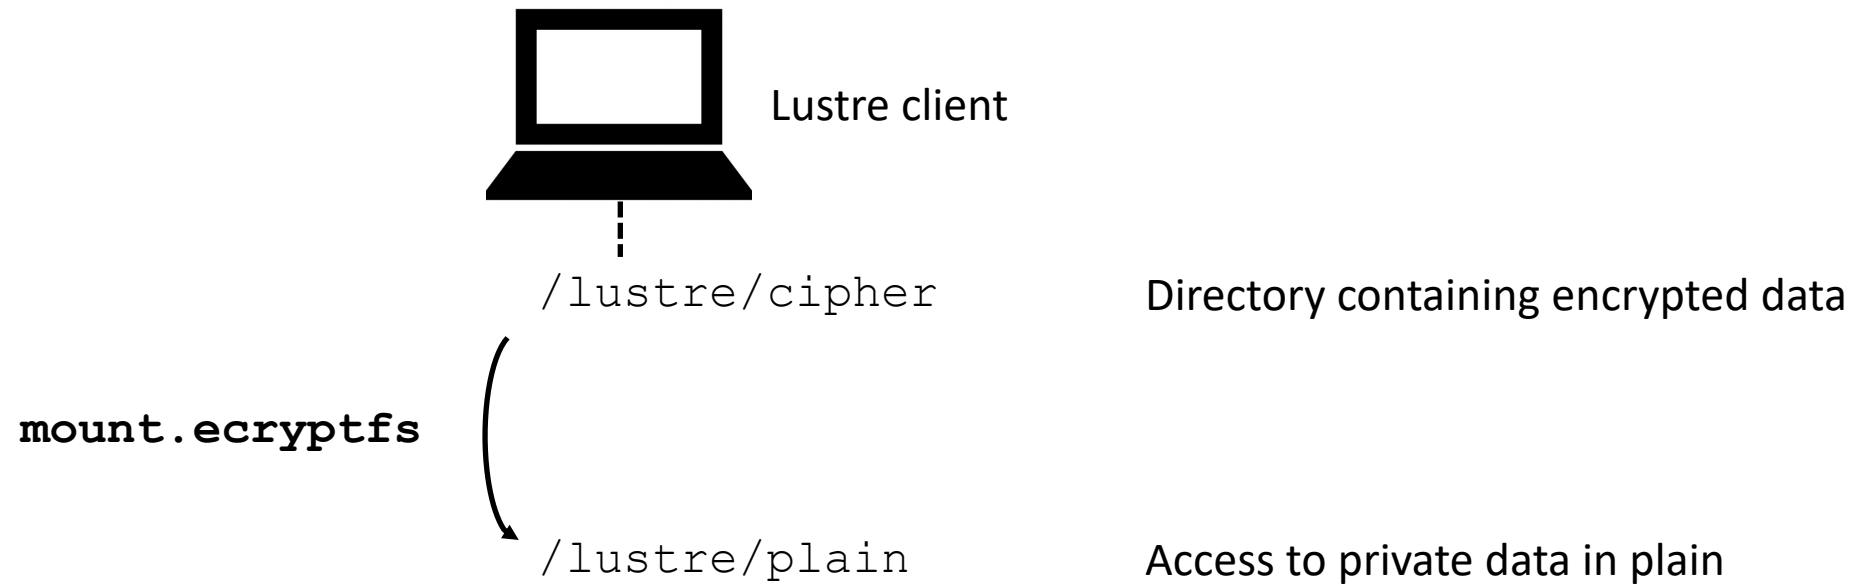 Lustre client
/lustre/cipher
Directory containing encrypted data
mount.ecryptfs
/lustre/plain
Access to private data in plain